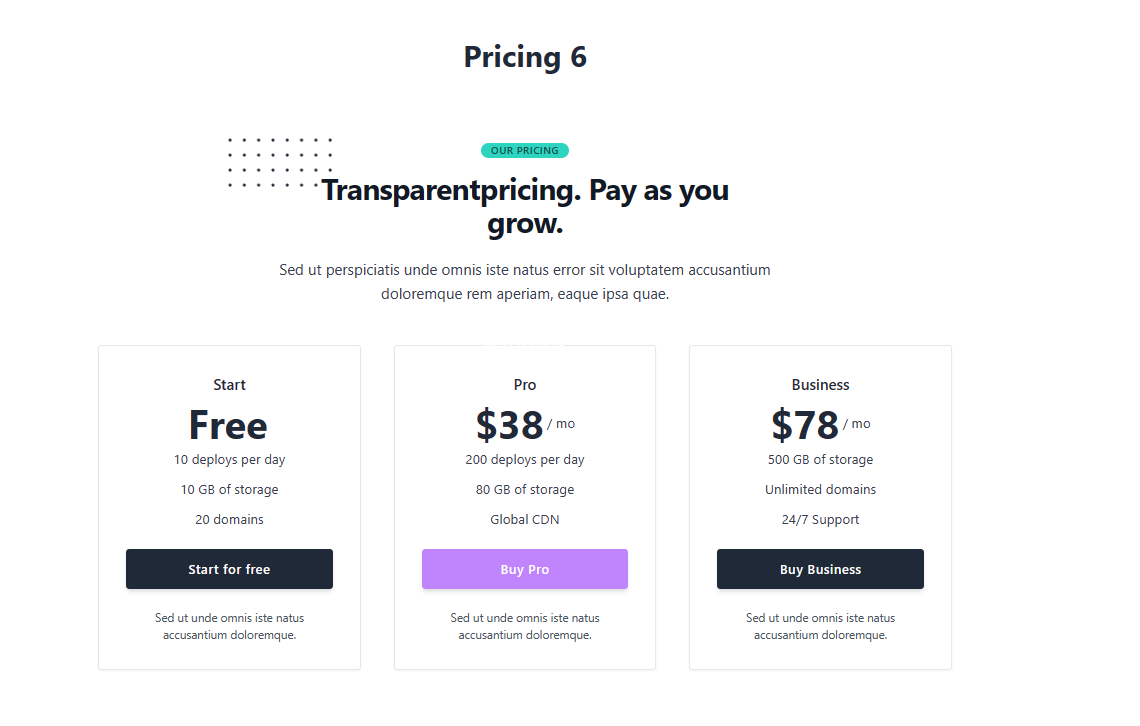 Pricing 6
OUR PRICING
Transparentpricing. Pay as you
grow.
Sed ut perspiciatis unde omnis iste natus error sit voluptatem accusantium
doloremque rem aperiam, eaque ipsa quae.
Start
Free
10 deploys per day
10 GB of storage
20 domains
Start for free
Sed ut unde omnis iste natus
accusantium doloremque.
Pro
$38 / mo
200 deploys per day
80 GB of storage
Global CDN
Buy Pro
Sed ut unde omnis iste natus
accusantium doloremque.
Business
$78 / mo
500 GB of storage
Unlimited domains
24/7 Support
Buy Business
Sed ut unde omnis iste natus
accusantium doloremque.